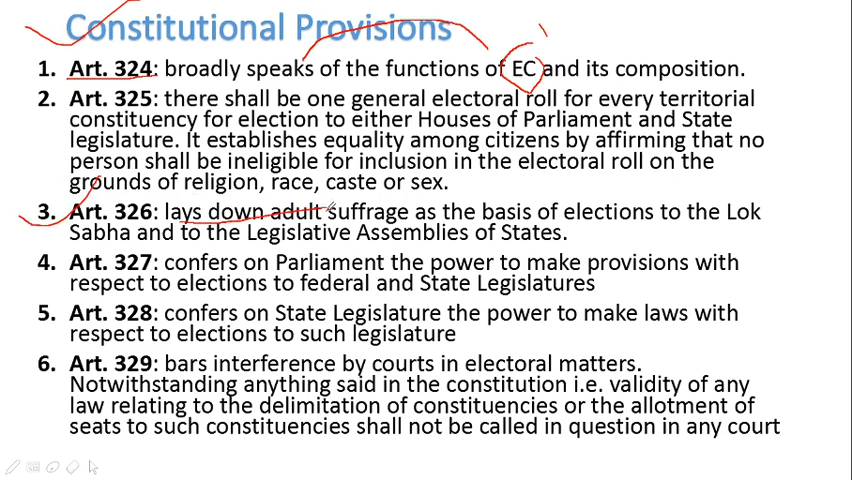 Constitutional Provisions
1. Art. 324: broadly speaks of the functions of EC and its composition.
2. Art. 325: there shall be one general electoral roll for every territorial
constituency for election to either Houses of Parliament and State
legislature. It establishes equality among citizens by affirming that no
person shall be ineligible for inclusion in the electoral roll on the
grounds of religion, race, caste or sex.
3. Art. 326: lays down adult suffrage as the basis of elections to the Lok
Sabha and to the Legislative Assemblies of States.
4. Art. 327: confers on Parliament the power to make provisions with
respect to elections to federal and State Legislatures
5. Art. 328: confers on State Legislature the power to make laws with
respect to elections to such legislature
6. Art. 329: bars interference by courts in electoral matters.
Notwithstanding anything said in the constitution i.e. validity of any
law relating to the delimitation of constituencies or the allotment of
seats to such constituencies shall not be called in question in any court